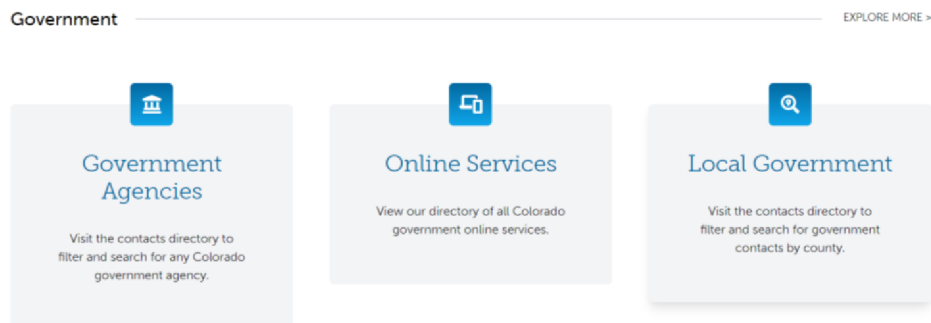 Government
EXPLORE MORE >
Government
Agencies
Visit the contacts directory to
filter and search for any Colorado
government agency.
Online Services
View our directory of all Colorado
government online services.
Local Government
Visit the contacts directory to
filter and search for government
contacts by county.